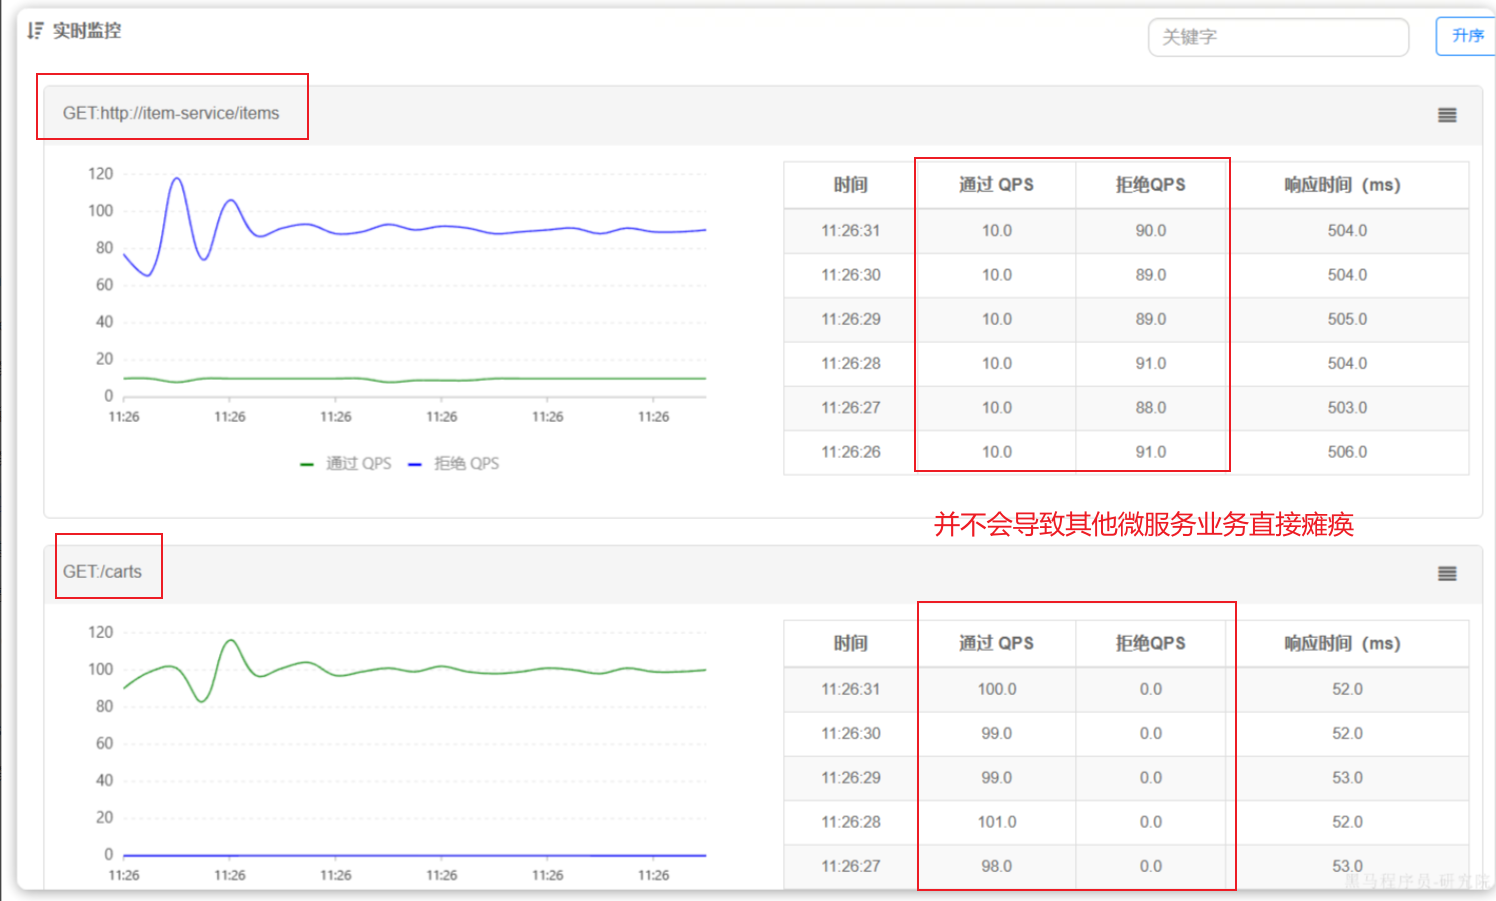 实时监控
关键字
升序
GET:http://item-service/items
120
100
80
60
40
20
0
11:26 11:26 11:26 11:26 11:26 11:26
通过 QPS 拒绝 QPS
时间 通过 QPS 拒绝QPS 响应时间 (ms)
11:26:31 10.0 90.0 504.0
11:26:30 10.0 89.0 504.0
11:26:29 10.0 89.0 505.0
11:26:28 10.0 91.0 504.0
11:26:27 10.0 88.0 503.0
11:26:26 10.0 91.0 506.0
并不会导致其他微服务业务直接瘫痪
GET:/carts
120
100
80
60
40
20
0
11:26 11:26 11:26 11:26 11:26 11:26
时间 通过 QPS 拒绝QPS 响应时间 (ms)
11:26:31 100.0 0.0 52.0
11:26:30 99.0 0.0 52.0
11:26:29 99.0 0.0 53.0
11:26:28 101.0 0.0 52.0
11:26:27 98.0 0.0 53.0
黑马程序员-研究院